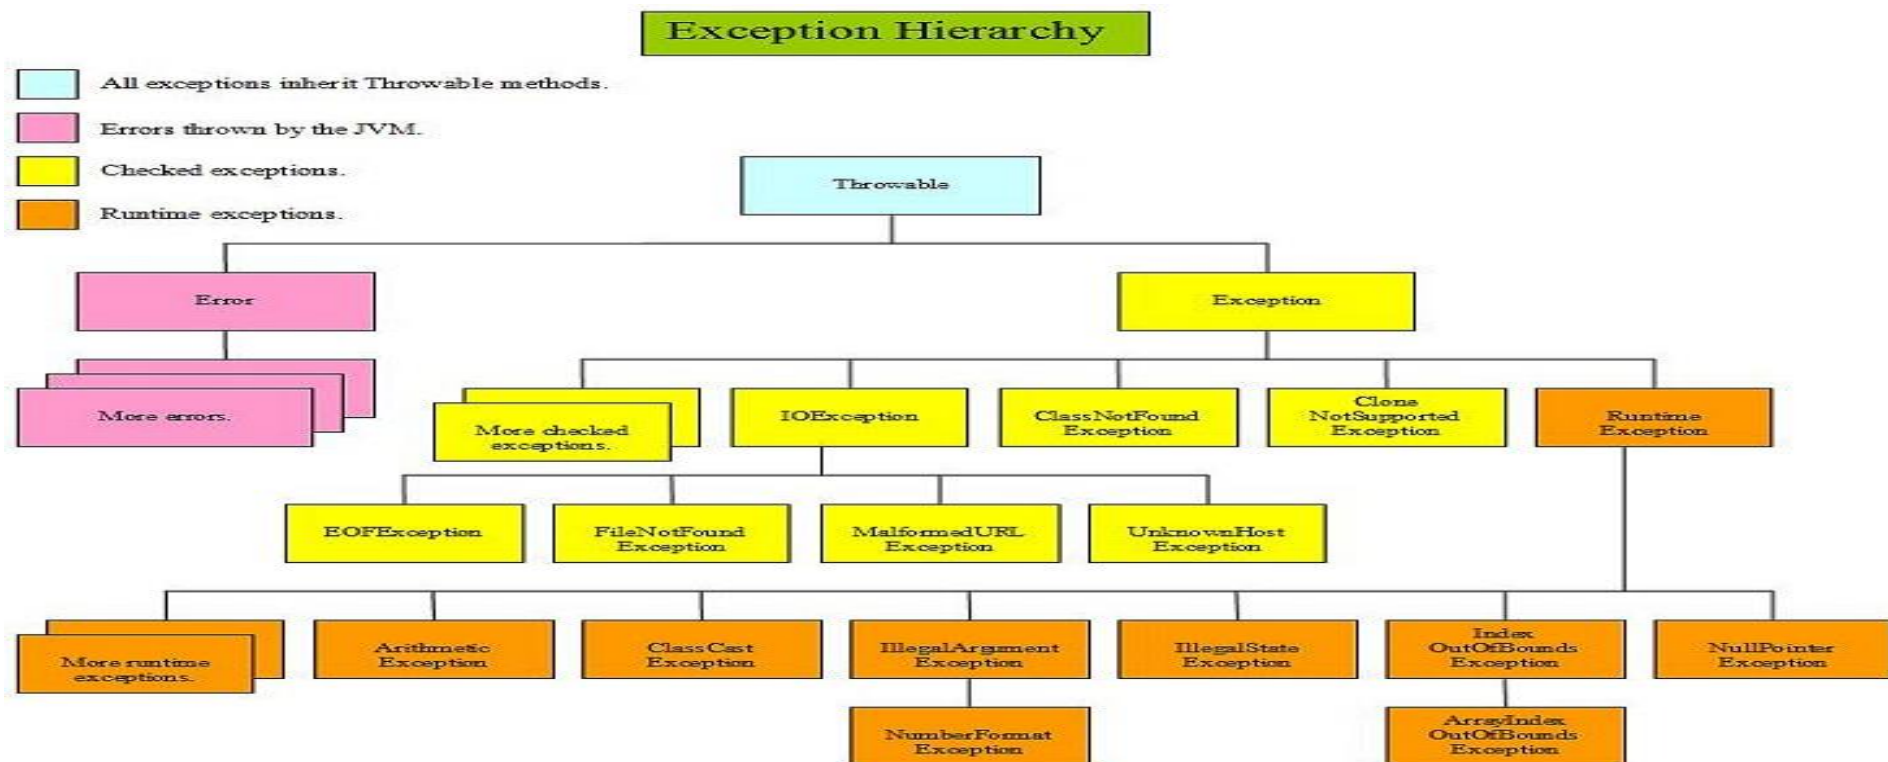 Exception Hierarchy
All exceptions inherit Throwable methods.
Errors thrown by the JVM.
Checked exceptions.
Runtime exceptions.
Throwable
Error
Exception
More errors.
More checked
exceptions.
IOException
ClassNotFound
Exception
Clone
NotSupported
Exception
Runtime
Exception
EOFException
FileNotFound
Exception
MalformedURL
Exception
UnknownHost
Exception
More runtime
exceptions.
Arithmetic
Exception
ClassCast
Exception
IllegalArgument
Exception
IllegalState
Exception
Index
OutOfBounds
Exception
NullPointer
Exception
NumberFormat
Exception
ArrayIndex
OutOfBounds
Exception